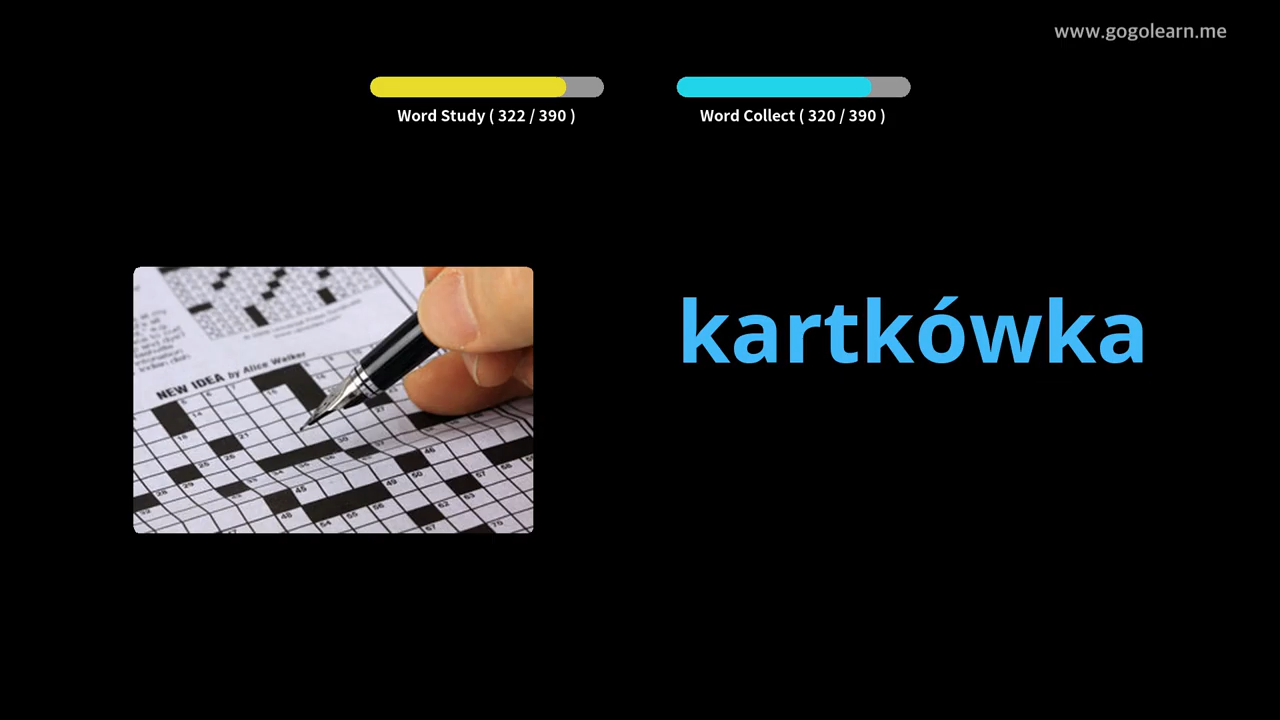 www.gogolearn.me
Word Study ( 322 / 390 )
Word Collect ( 320 / 390 )
kartkówka
NEW IDEA by Alice Walker